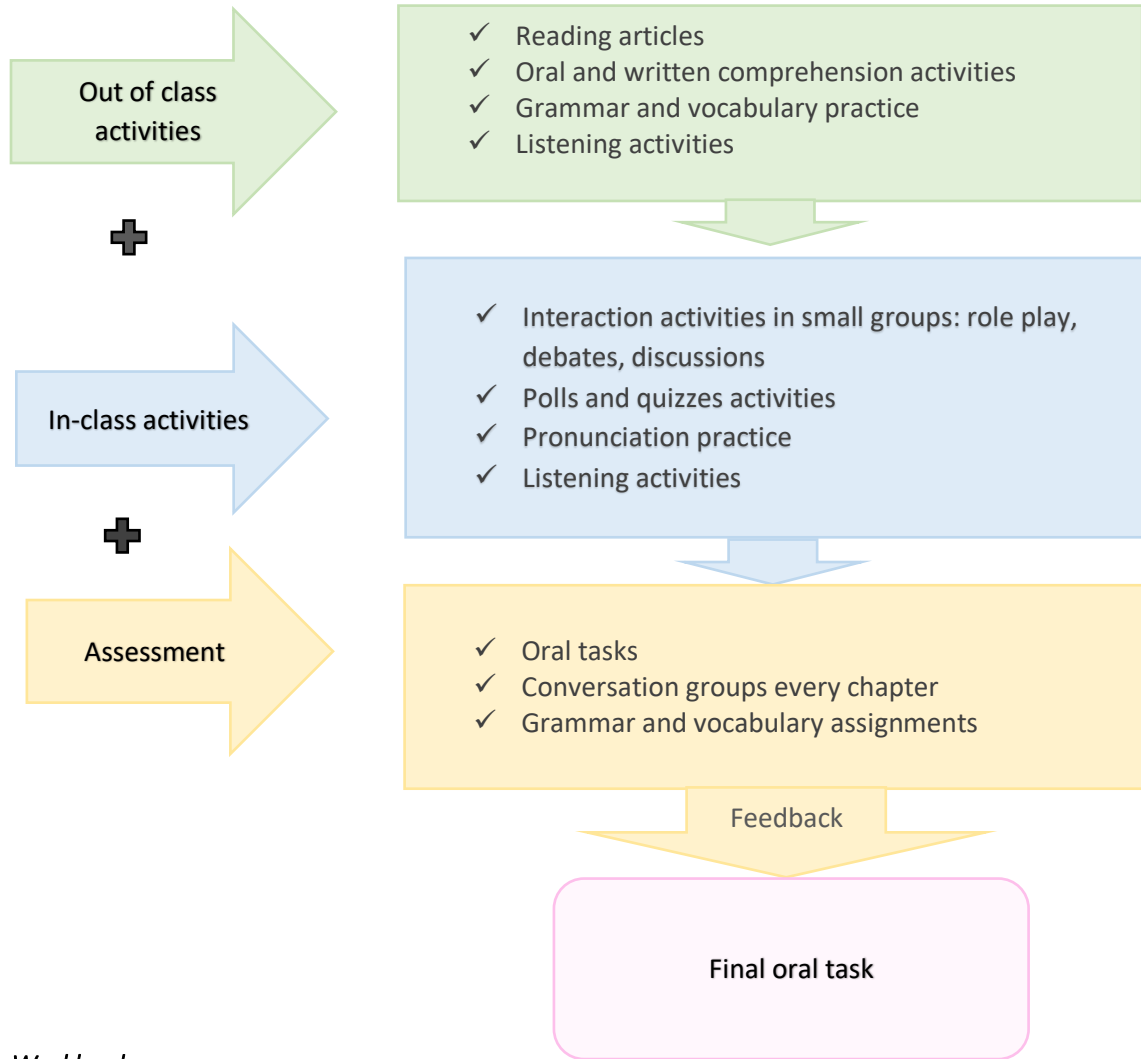 Out of class
activities
✓ Reading articles
✓ Oral and written comprehension activities
✓ Grammar and vocabulary practice
✓ Listening activities
In-class activities
✓ Interaction activities in small groups: role play,
debates, discussions
✓ Polls and quizzes activities
✓ Pronunciation practice
✓ Listening activities
Assessment
✓ Oral tasks
✓ Conversation groups every chapter
✓ Grammar and vocabulary assignments
Feedback
Final oral task